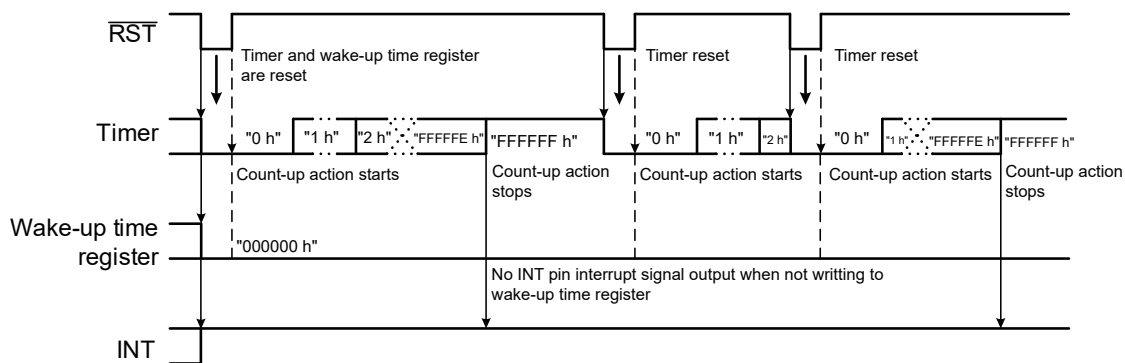 RST
Timer and wake-up time register
are reset
Timer reset
Timer reset
Timer
"0 h"
"1 h"
"2 h"
"FFFFFE h"
"FFFFFF h"
"0 h"
"1 h"
"2 h"
"0 h"
"1 h"
"FFFFFE h"
"FFFFFF h"
Count-up action starts
Count-up action
stops
Count-up action starts
Count-up action starts
Count-up action
stops
Wake-up time
register
"000000 h"
No INT pin interrupt signal output when not writting to
wake-up time register
INT